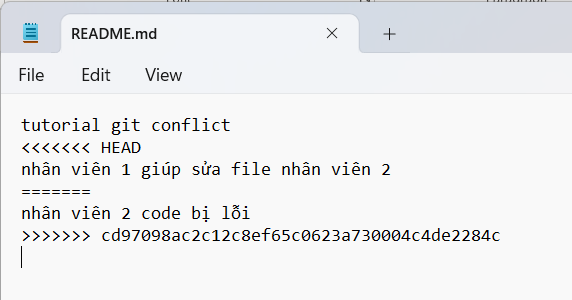 README.md
File Edit View
tutorial git conflict
<<<<<<< HEAD
nhân viên 1 giúp sửa file nhân viên 2
=======
nhân viên 2 code bị lỗi
>>>>>>> cd97098ac2c12c8ef65c0623a730004c4de2284c